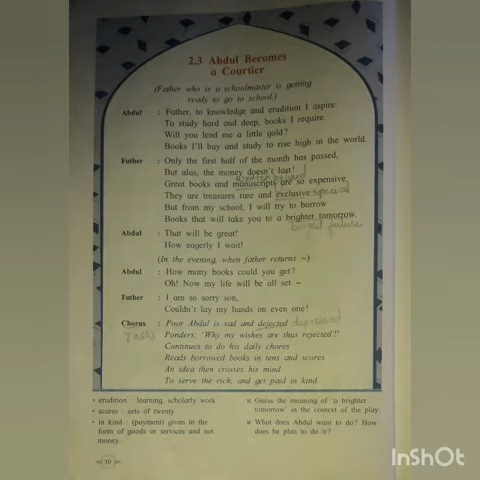 2.3 Abdul Becomes
a Courtier
(Father who is a schoolmaster is getting
ready to go to school.)
Abdul : Father, to knowledge and erudition I aspire.
To study hard and deep, books I require.
Will you lend me a little gold?
Books I'll buy and study to rise high in the world.
Father : Only the first half of the month has passed,
But alas, the money doesn't last!
written by hand
Great books and manuscripts are so expensive.
They are treasures rare and exclusive special
But from my school, I will try to borrow
Books that will take you to a brighter tomorrow.
future
Abdul : That will be great!
How eagerly I wait!
(In the evening, when father returns –)
Abdul : How many books could you get?
Oh! Now my life will be all set –
Father : I am so sorry son,
Couldn't lay my hands on even one!
Chorus : Poor Abdul is sad and dejected depressed
Tasks Ponders, 'Why my wishes are thus rejected?'
Continues to do his daily chores
Reads borrowed books in tens and scores
An idea then crosses his mind
To serve the rich, and get paid in kind.
• erudition : learning, scholarly work
• scores : sets of twenty
• in kind : (payment) given in the
form of goods or services and not
money.
Guess the meaning of 'a brighter
tomorrow' in the context of the play.
What does Abdul want to do? How
does he plan to do it?
30
InShOt